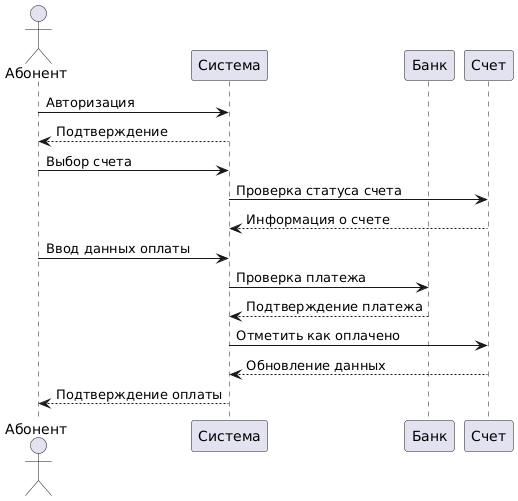 Абонент
Система
Банк
Счет
Авторизация
Подтверждение
Выбор счета
Проверка статуса счета
Информация о счете
Ввод данных оплаты
Проверка платежа
Подтверждение платежа
Отметить как оплачено
Обновление данных
Подтверждение оплаты
Абонент
Система
Банк
Счет